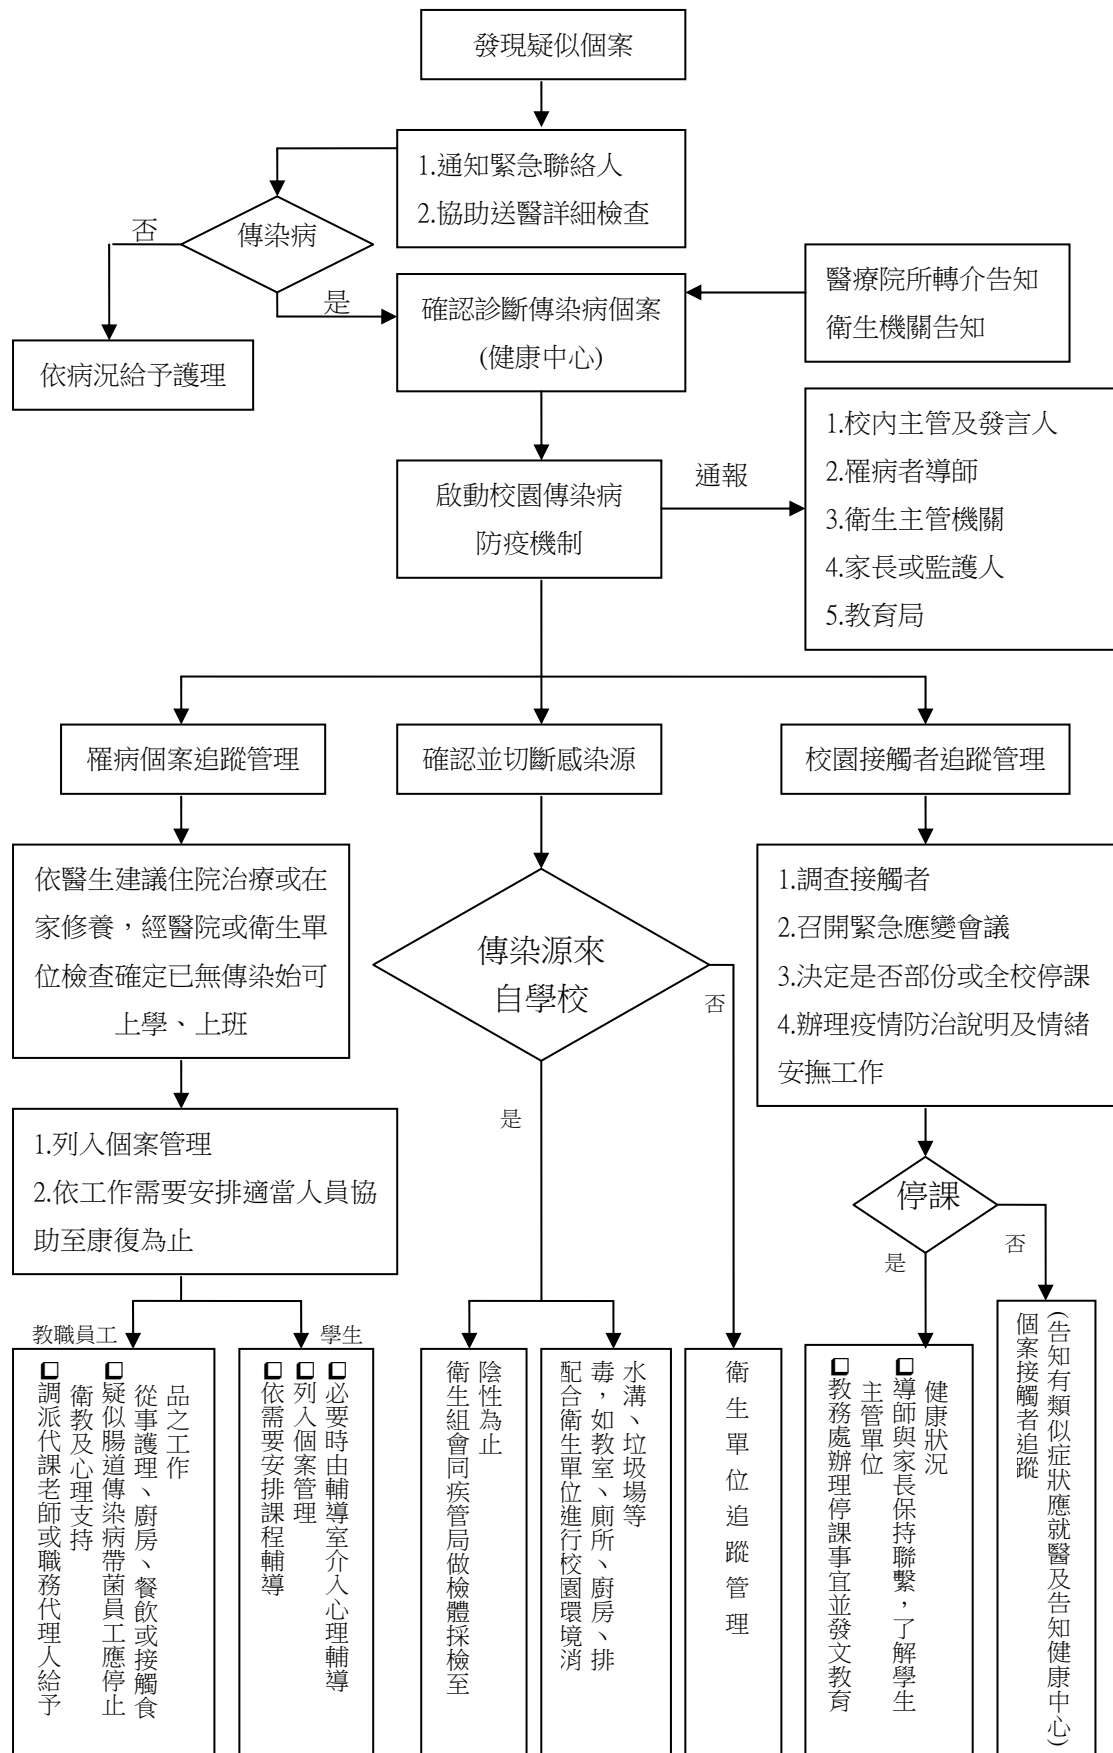 發現疑似個案
1.通知緊急聯絡人
2.協助送醫詳細檢查
傳染病
否
是
依病況給予護理
確認診斷傳染病個案
(健康中心)
醫療院所轉介告知
衛生機關告知
啟動校園傳染病
防疫機制
通報
1.校內主管及發言人
2.罹病者導師
3.衛生主管機關
4.家長或監護人
5.教育局
罹病個案追蹤管理
確認並切斷感染源
校園接觸者追蹤管理
依醫生建議住院治療或在
家修養，經醫院或衛生單
位檢查確定已無傳染始可
上學、上班
傳染源來
自學校
否
是
1.調查接觸者
2.召開緊急應變會議
3.決定是否部份或全校停課
4.辦理疫情防治說明及情緒
安撫工作
1.列入個案管理
2.依工作需要安排適當人員協
助至康復為止
停課
是
否
教職員工
學生
❑調派代課老師或職務代理人給予
衛教及心理支持
❑疑似腸道傳染病帶菌員工應停止
從事護理、廚房、餐飲或接觸食
品之工作
❑依需要安排課程輔導
❑列入個案管理
❑必要時由輔導室介入心理輔導
衛生組會同疾管局做檢體採檢至
陰性為止
配合衛生單位進行校園環境消
毒，如教室、廁所、廚房、排
水溝、垃圾場等
衛生單位追蹤管理
❑教務處辦理停課事宜並發文教育
主管單位
❑導師與家長保持聯繫，了解學生
健康狀況
個案接觸者追蹤
(告知有類似症狀應就醫及告知健康中心)